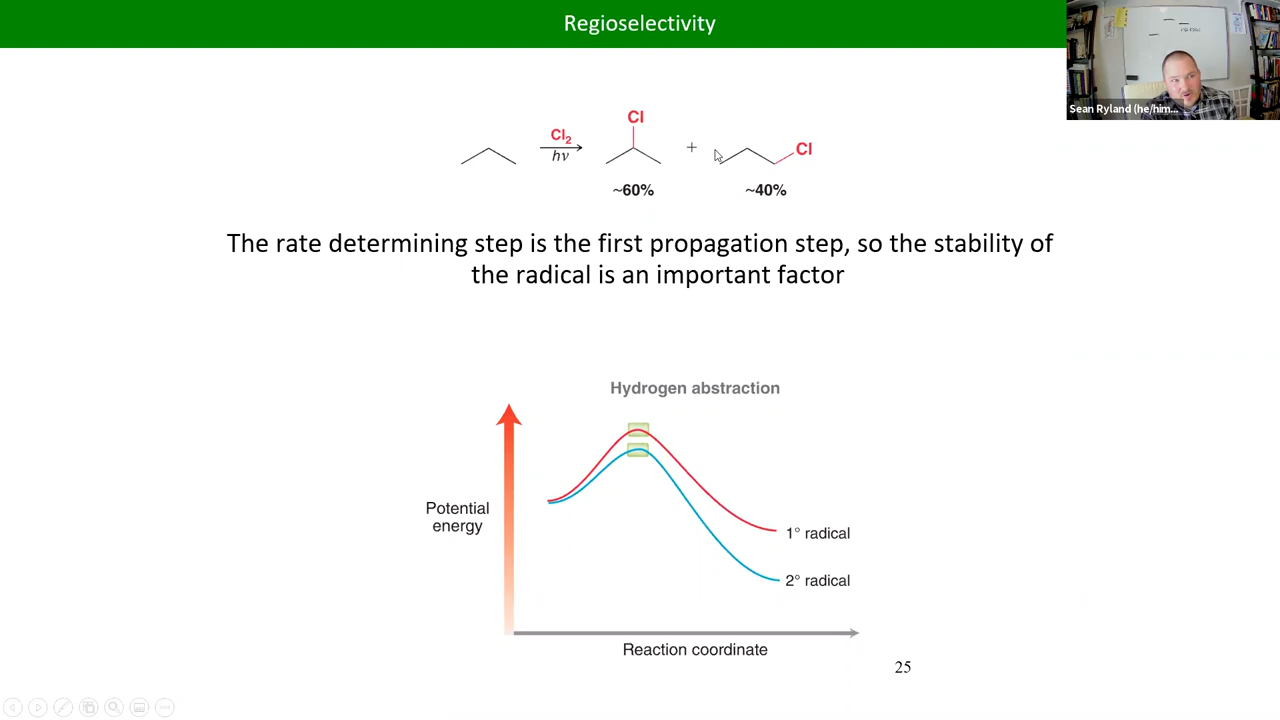 Regioselectivity
Sean Ryland (he/him...
Cl
Cl2
hν
+
Cl
~60%
~40%
The rate determining step is the first propagation step, so the stability of
the radical is an important factor
Hydrogen abstraction
Potential
energy
1° radical
2° radical
Reaction coordinate
25